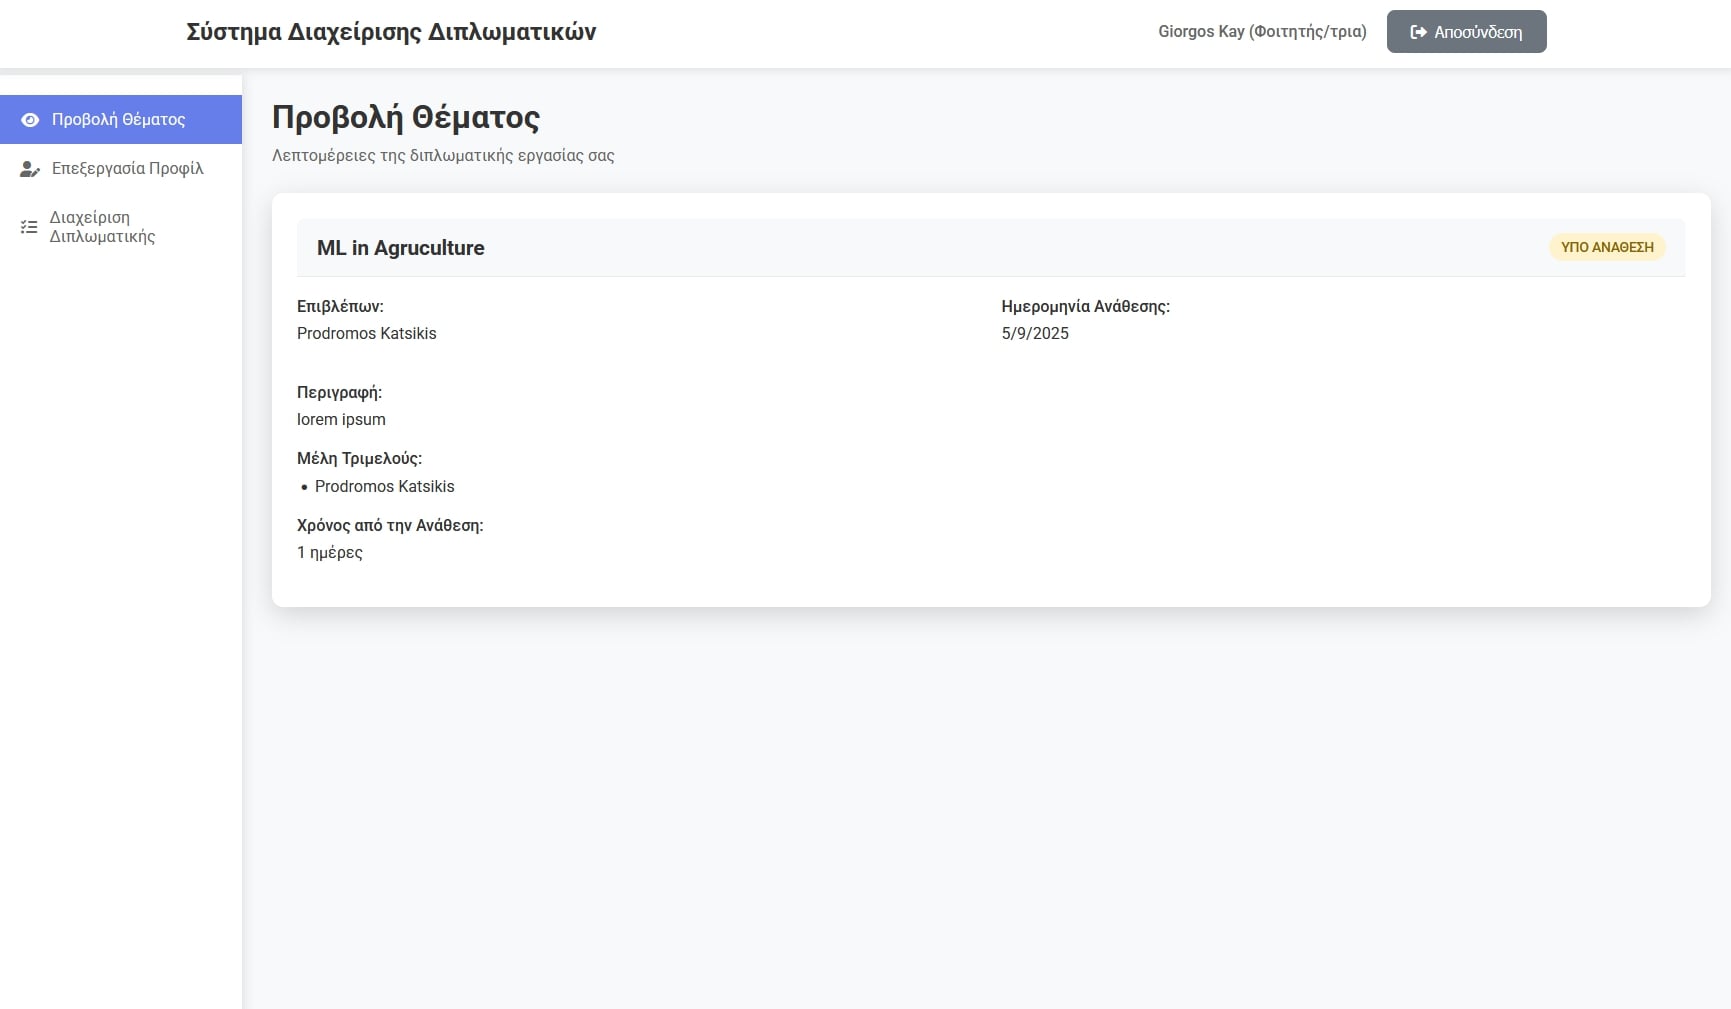 Σύστημα Διαχείρισης Διπλωματικών
Giorgos Kay (Φοιτητής/τρια)
Αποσύνδεση
Προβολή Θέματος
Επεξεργασία Προφίλ
Διαχείριση
Διπλωματικής
Προβολή Θέματος
Λεπτομέρειες της διπλωματικής εργασίας σας
ML in Agruculture
ΥΠΟ ΑΝΑΘΕΣΗ
Επιβλέπων:
Prodromos Katsikis
Ημερομηνία Ανάθεσης:
5/9/2025
Περιγραφή:
lorem ipsum
Μέλη Τριμελούς:
• Prodromos Katsikis
Χρόνος από την Ανάθεση:
1 ημέρες